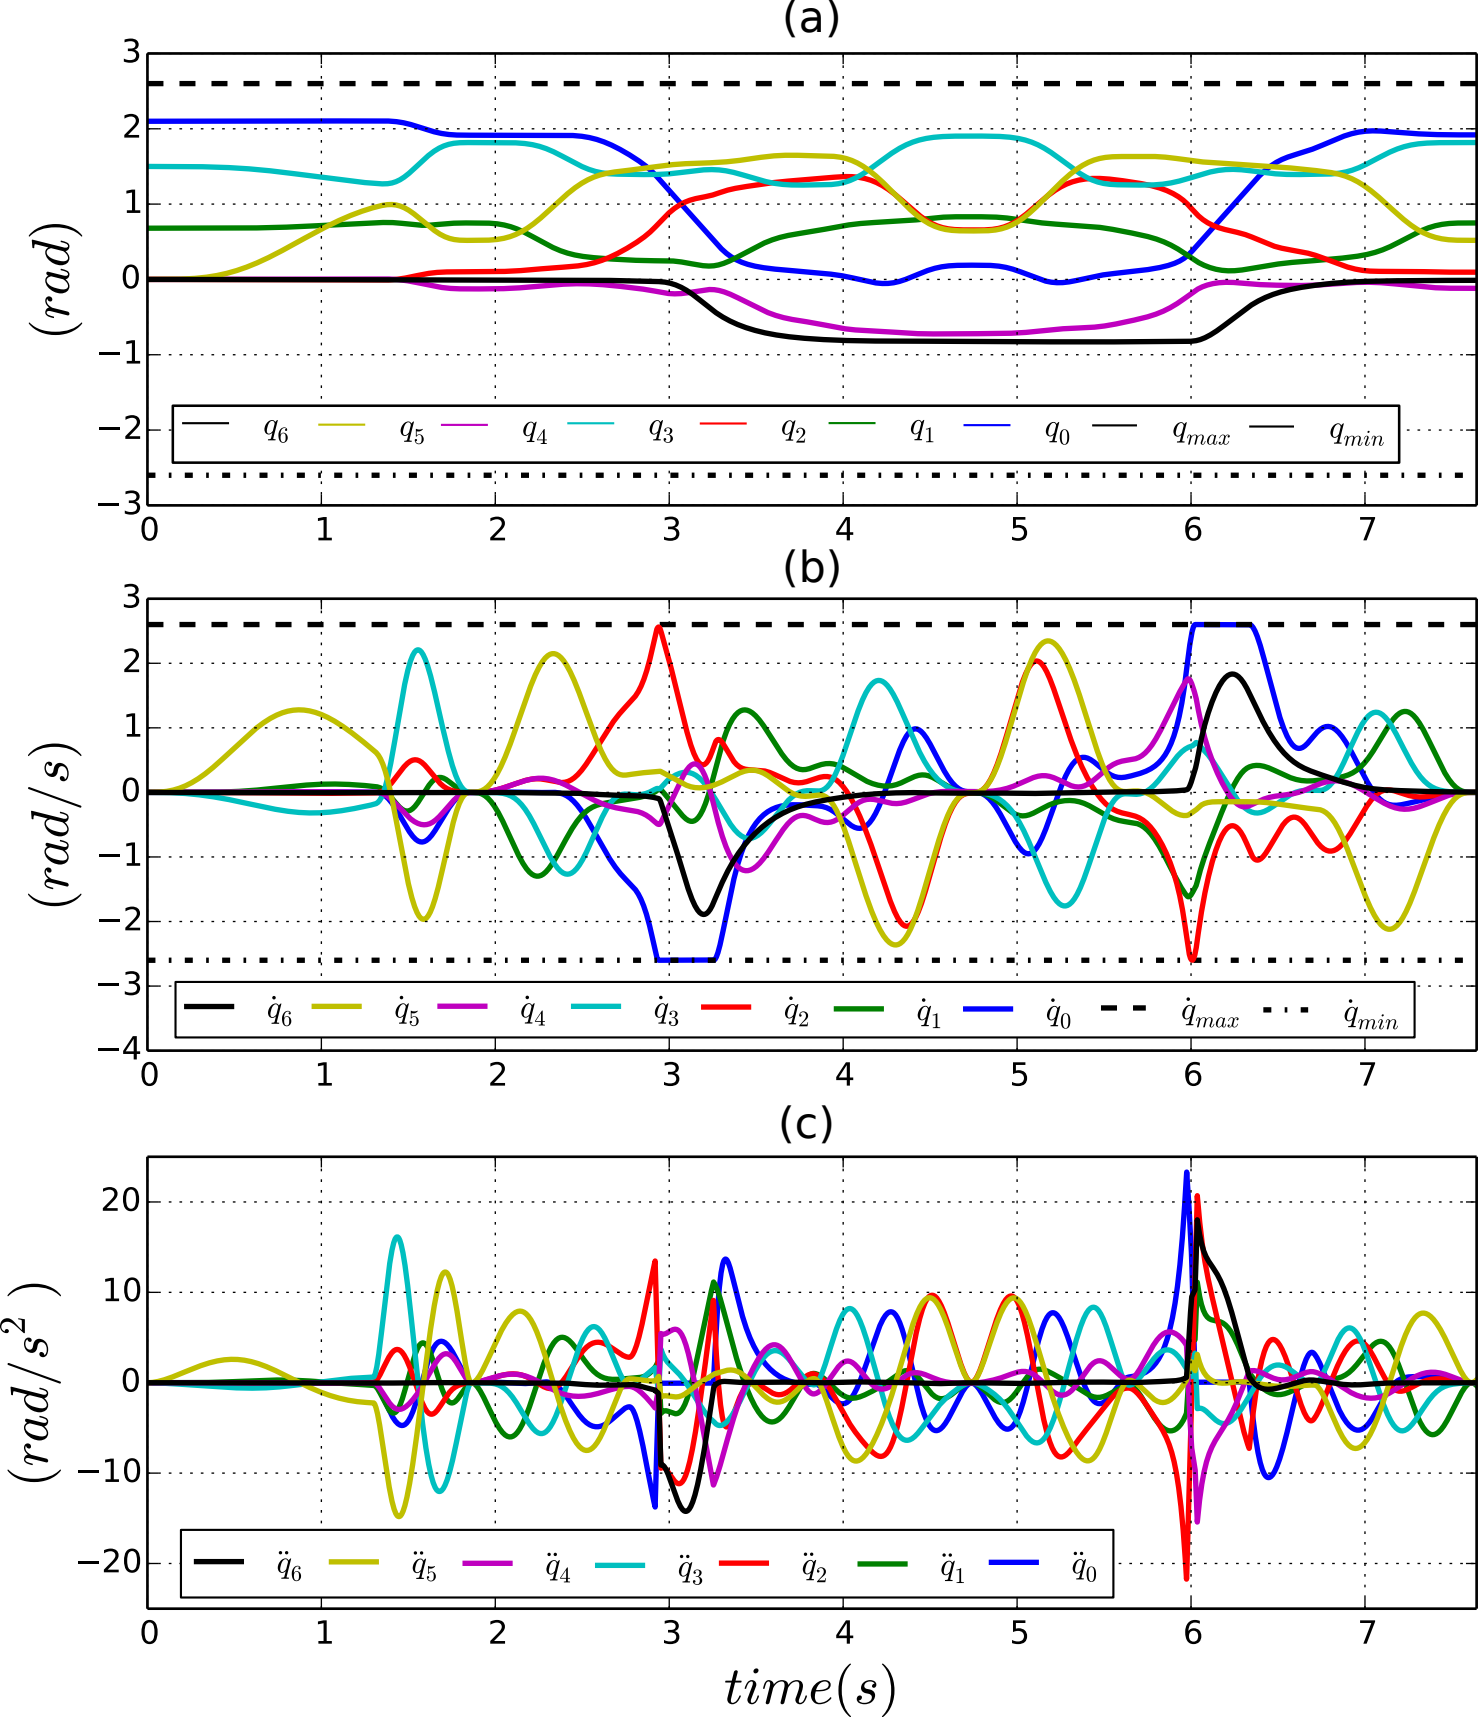 (a)
3
2
1
0
−1
−2
−3
(rad)
q6 q5 q4 q3 q2 q1 q0 qmax qmin
0 1 2 3 4 5 6 7
(b)
3
2
1
0
−1
−2
−3
−4
(rad/s)
q̇6 q̇5 q̇4 q̇3 q̇2 q̇1 q̇0 q̇max q̇min
0 1 2 3 4 5 6 7
(c)
20
10
0
−10
−20
(rad/s²)
q̈6 q̈5 q̈4 q̈3 q̈2 q̈1 q̈0
0 1 2 3 4 5 6 7
time(s)